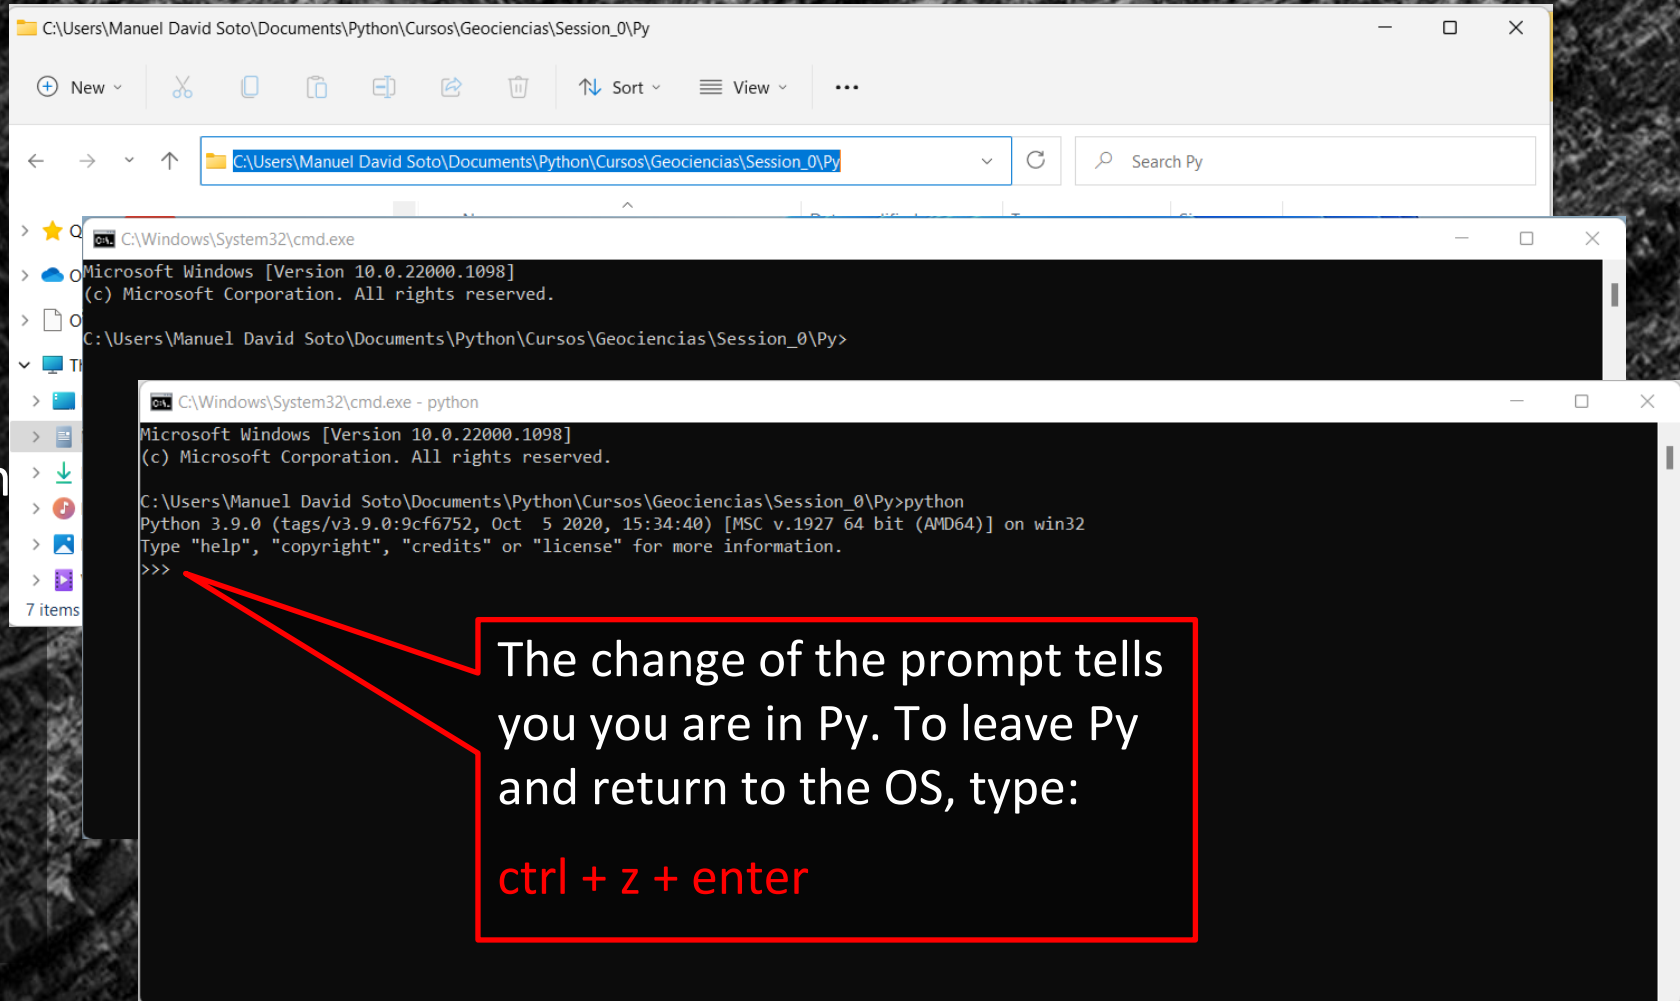 C:\Users\Manuel David Soto\Documents\Python\Cursos\Geociencias\Session_0\Py
New
Sort
View
C:\Users\Manuel David Soto\Documents\Python\Cursos\Geociencias\Session_0\Py
Search Py
C:\Windows\System32\cmd.exe
Microsoft Windows [Version 10.0.22000.1098]
(c) Microsoft Corporation. All rights reserved.
C:\Users\Manuel David Soto\Documents\Python\Cursos\Geociencias\Session_0\Py>
C:\Windows\System32\cmd.exe - python
Microsoft Windows [Version 10.0.22000.1098]
(c) Microsoft Corporation. All rights reserved.
C:\Users\Manuel David Soto\Documents\Python\Cursos\Geociencias\Session_0\Py>python
Python 3.9.0 (tags/v3.9.0:9cf6752, Oct  5 2020, 15:34:40) [MSC v.1927 64 bit (AMD64)] on win32
Type "help", "copyright", "credits" or "license" for more information.
>>>
7 items
The change of the prompt tells
you you are in Py. To leave Py
and return to the OS, type:
ctrl + z + enter